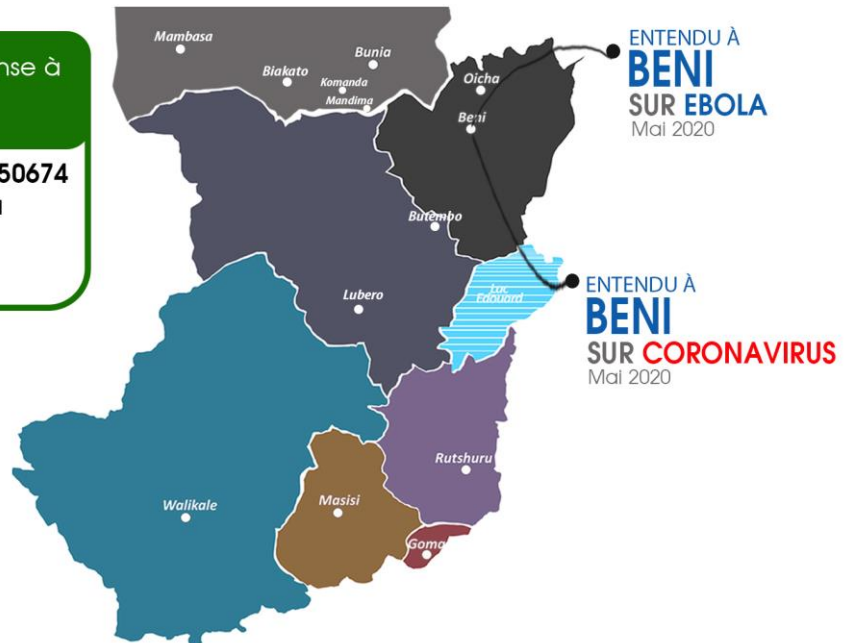 nse à
50674
Mambasa
Bunia
Biakato
Komanda
Mandima
Oicha
Beni
Butembo
Lubero
Luc
Edouard
Walikale
Masisi
Rutshuru
Goma
ENTENDU À
BENI
SUR EBOLA
Mai 2020
ENTENDU À
BENI
SUR CORONAVIRUS
Mai 2020